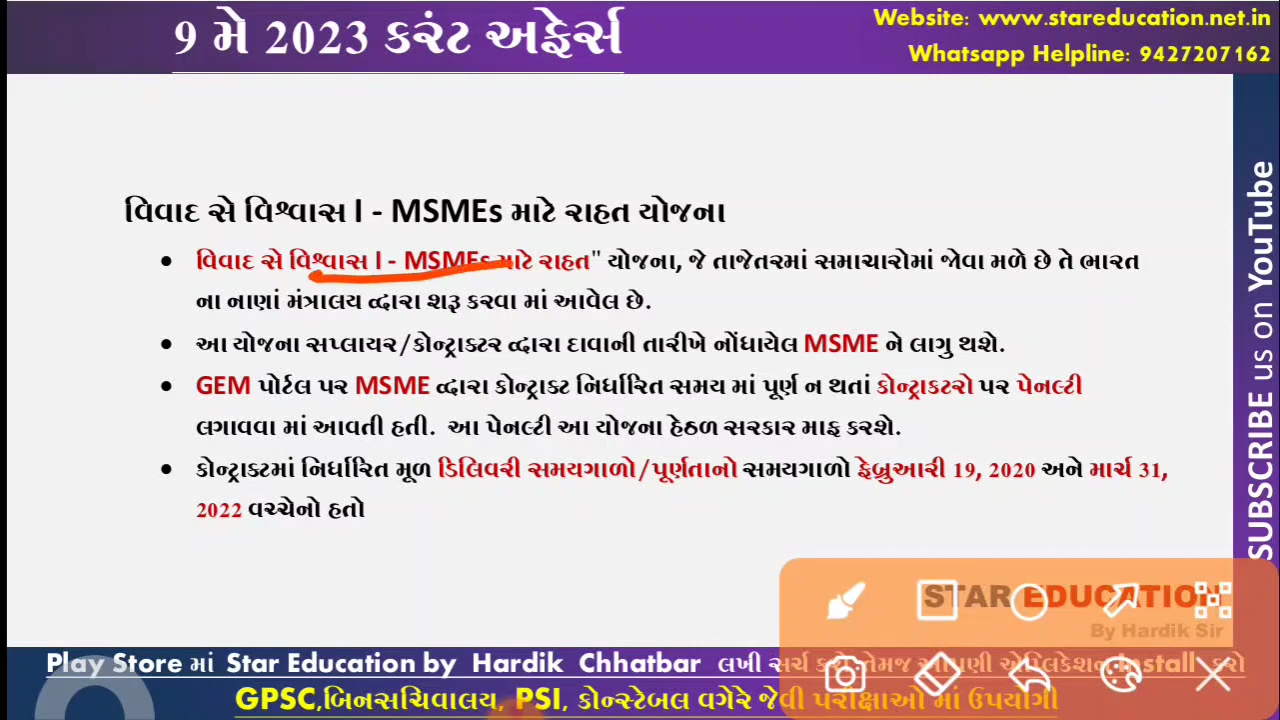 9 મે 2023 કરંટ અફેર્સ
Website: www.stareducation.net.in
Whatsapp Helpline: 9427207162
વિવાદ સે વિશ્વાસ I - MSMEs માટે રાહત યોજના
• વિવાદ સે વિશ્વાસ I - MSMEs માટે રાહત" યોજના, જે તાજેતરમાં સમાચારોમાં જોવા મળે છે તે ભારત
ના નાણાં મંત્રાલય દ્વારા શરૂ કરવા માં આવેલ છે.
• આ યોજના સપ્લાયર/કોન્ટ્રાક્ટર દ્વારા દાવાની તારીખે નોંધાયેલ MSME ને લાગુ થશે.
• GEM પોર્ટલ પર MSME દ્વારા કોન્ટ્રાક્ટ નિર્ધારિત સમય માં પૂર્ણ ન થતાં કોન્ટ્રાકટરો પર પેનલ્ટી
લગાવવા માં આવતી હતી. આ પેનલ્ટી આ યોજના હેઠળ સરકાર માફ કરશે.
• કોન્ટ્રાક્ટમાં નિર્ધારિત મૂળ ડિલિવરી સમયગાળો/પૂર્ણતાનો સમયગાળો ફેબ્રુઆરી 19, 2020 અને માર્ચ 31,
2022 વચ્ચેનો હતો
SUBSCRIBE us on YouTube
STAR EDUCATION
By Hardik Sir
Play Store માં Star Education by Hardik Chhatbar લખી સર્ચ કરો તેમજ આપણી એપ્લિકેશન Install કરો
GPSC,બિનસચિવાલય, PSI, કોન્સ્ટેબલ વગેરે જેવી પરીક્ષાઓ માં ઉપયોગી